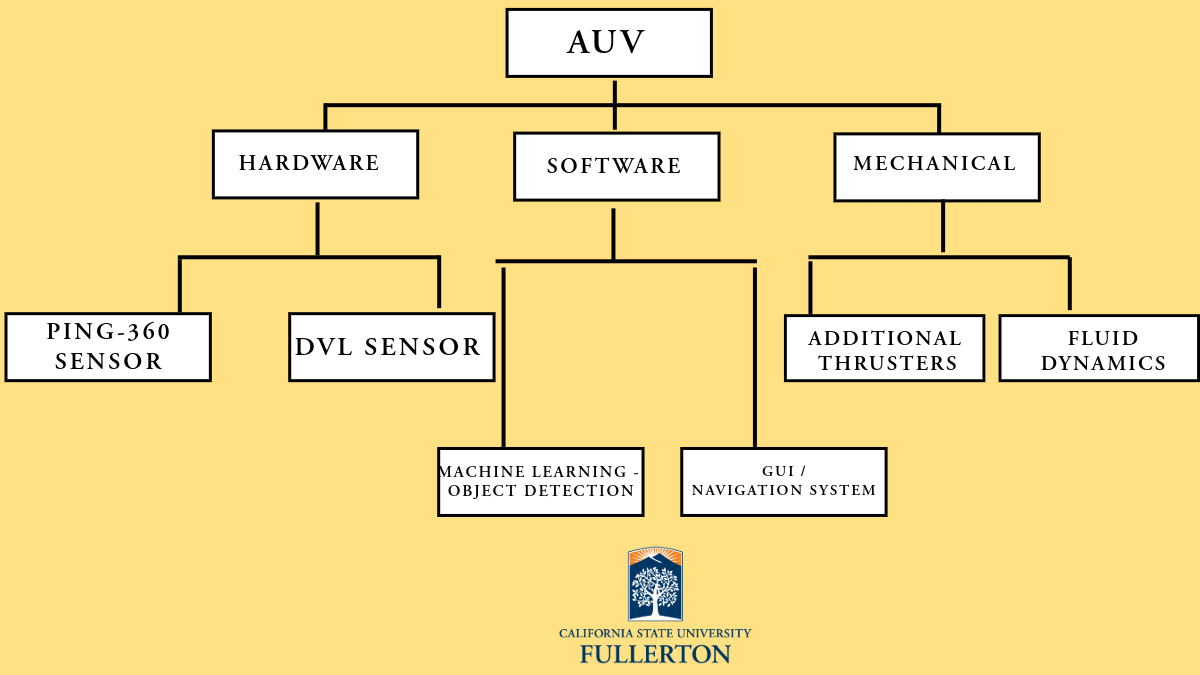 AUV
HARDWARE
SOFTWARE
MECHANICAL
PING-360
SENSOR
DVL SENSOR
ADDITIONAL
THRUSTERS
FLUID
DYNAMICS
MACHINE LEARNING -
OBJECT DETECTION
GUI /
NAVIGATION SYSTEM
CALIFORNIA STATE UNIVERSITY
FULLERTON